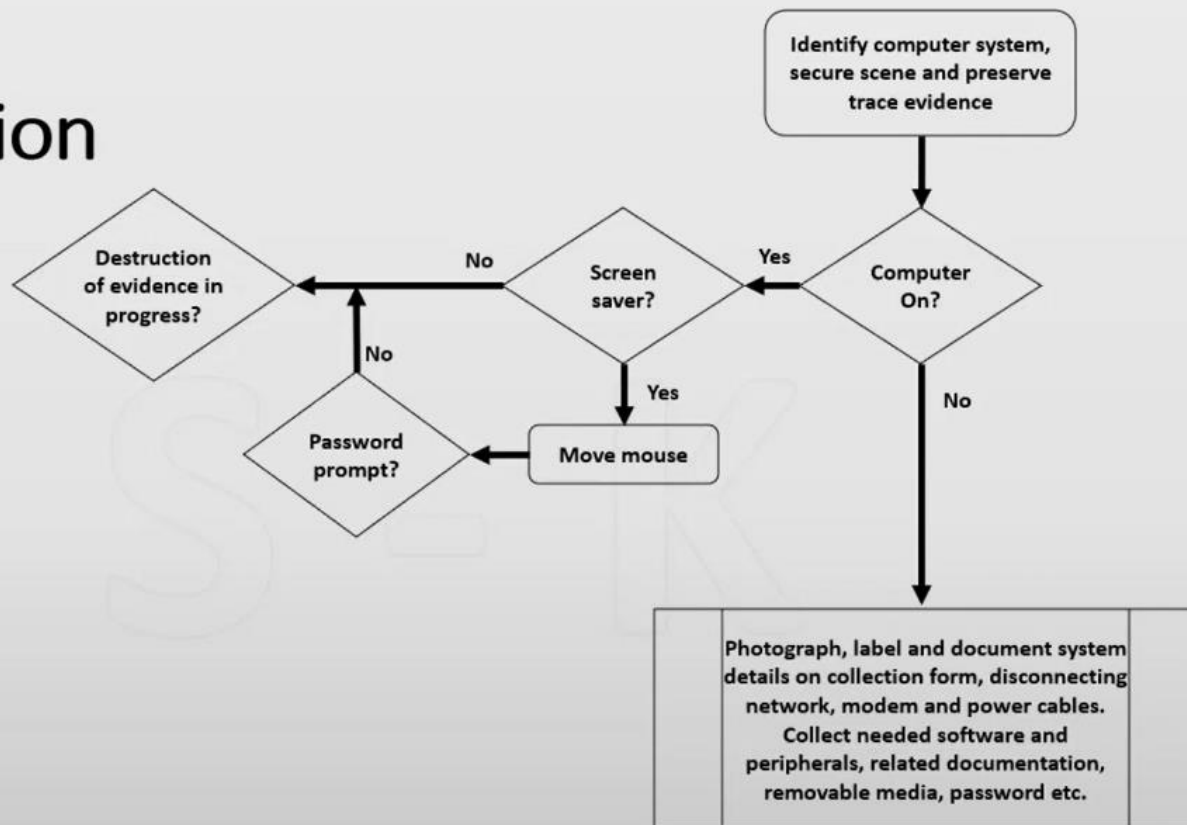 ion
Identify computer system,
secure scene and preserve
trace evidence
Computer
On?
Yes
No
Screen
saver?
No
Yes
Move mouse
Password
prompt?
No
Destruction
of evidence in
progress?
Photograph, label and document system
details on collection form, disconnecting
network, modem and power cables.
Collect needed software and
peripherals, related documentation,
removable media, password etc.
S - K